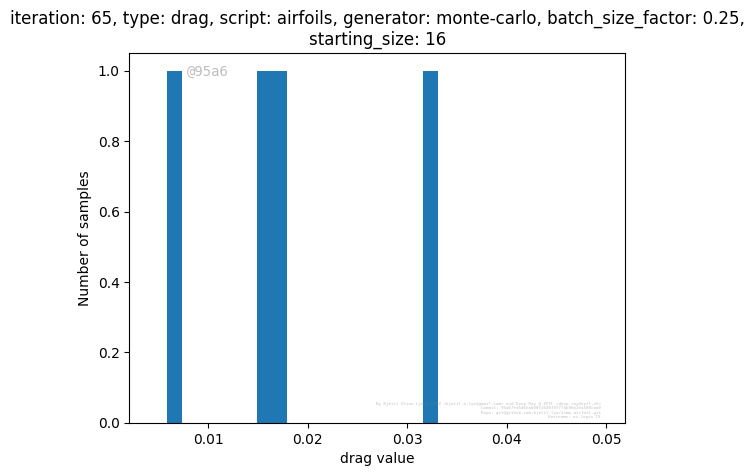 iteration: 65, type: drag, script: airfoils, generator: monte-carlo, batch_size_factor: 0.25,
starting_size: 16
@95a6
1.0
0.8
0.6
0.4
0.2
0.0
Number of samples
0.01
0.02
0.03
0.04
0.05
drag value